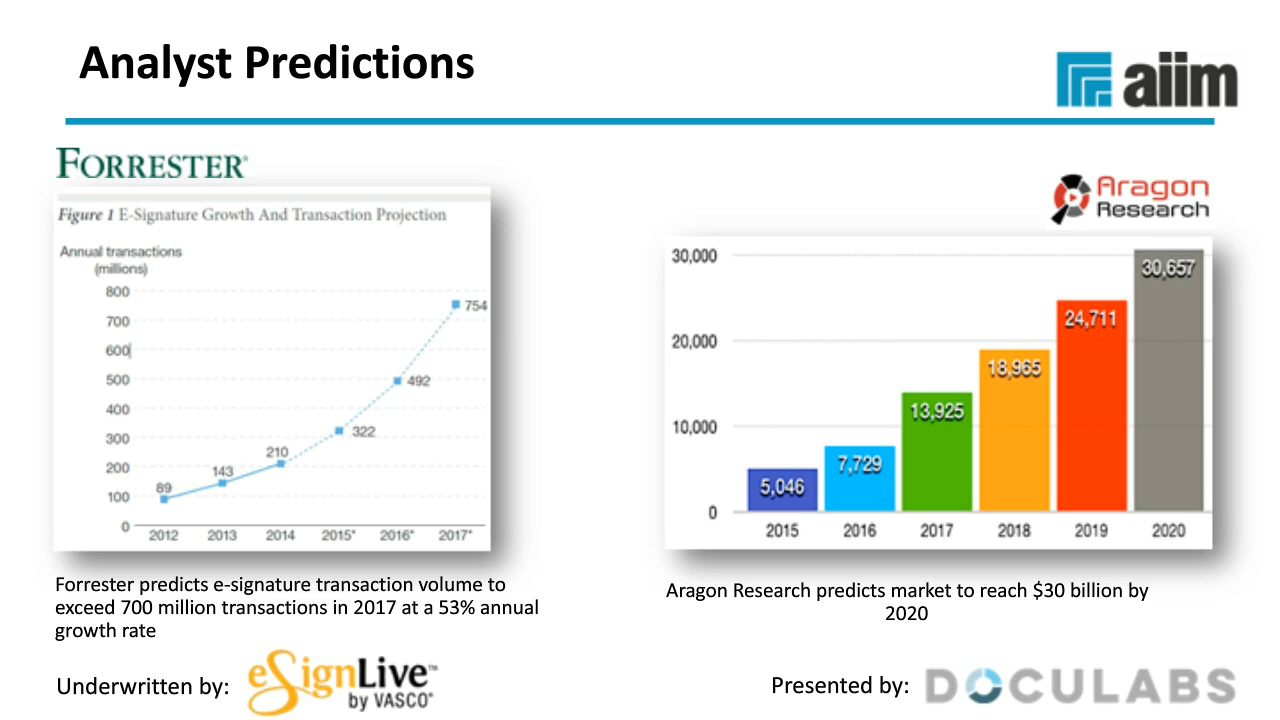 Analyst Predictions
aiim
FORRESTER®
Figure 1 E-Signature Growth And Transaction Projection
Annual transactions
(millions)
800
700
600
500
400
300
200
100
0
89
143
210
322
492
754
2012 2013 2014 2015* 2016* 2017*
Forrester predicts e-signature transaction volume to
exceed 700 million transactions in 2017 at a 53% annual
growth rate
Aragon
Research
30,000
20,000
10,000
0
5,046
7,729
13,925
18,965
24,711
30,657
2015 2016 2017 2018 2019 2020
Aragon Research predicts market to reach $30 billion by
2020
Underwritten by:
eSignLive™
by VASCO®
Presented by:
DOCULABS